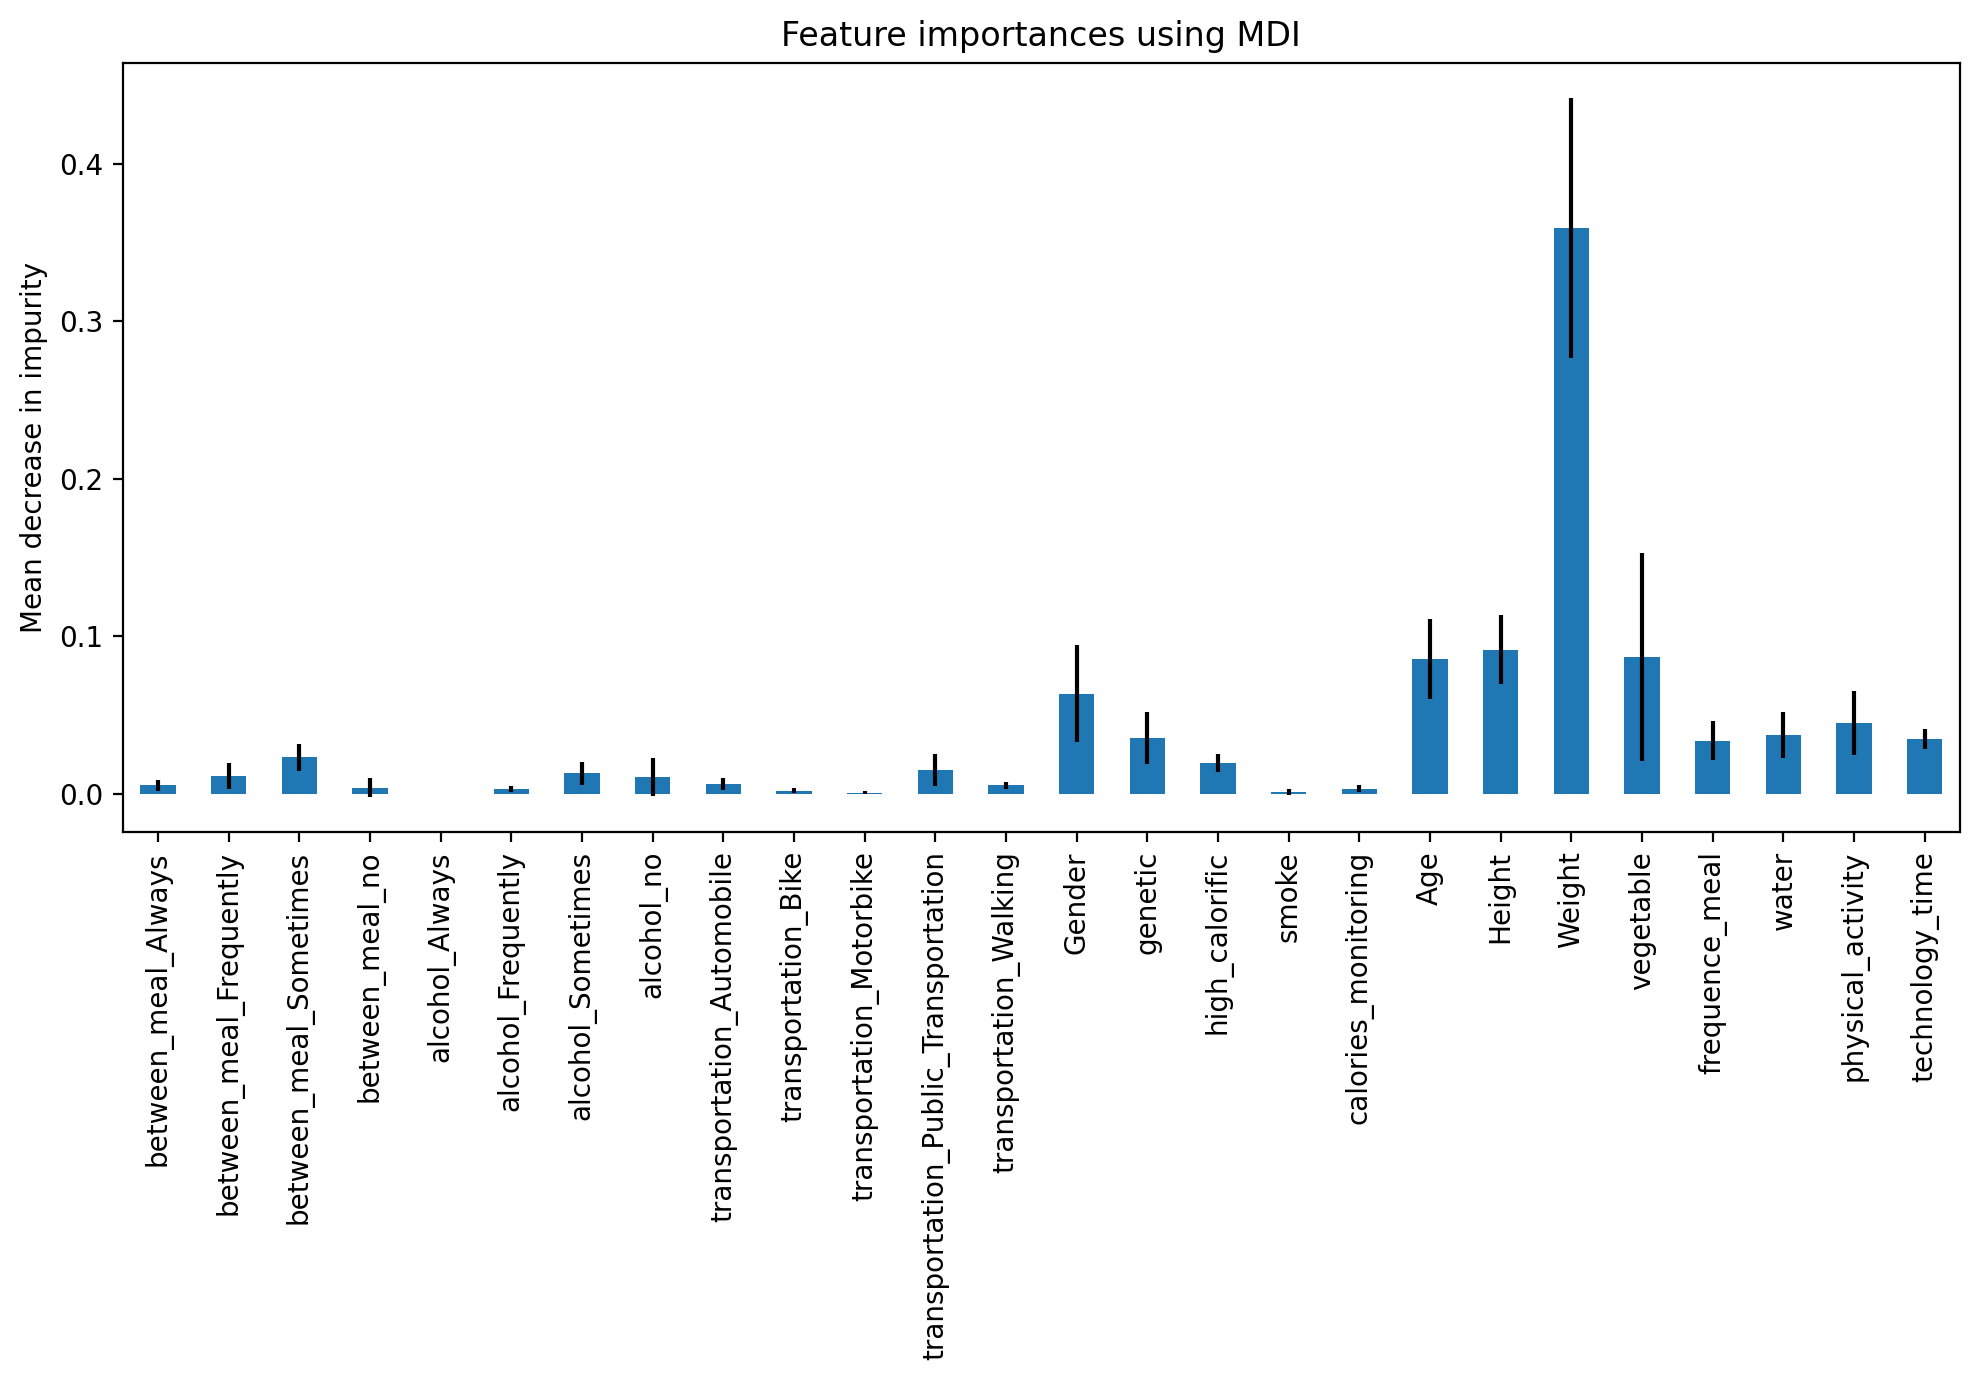 Feature importances using MDI
Mean decrease in impurity
0.4
0.3
0.2
0.1
0.0
between_meal_Always
between_meal_Frequently
between_meal_Sometimes
between_meal_no
alcohol_Always
alcohol_Frequently
alcohol_Sometimes
alcohol_no
transportation_Automobile
transportation_Bike
transportation_Motorbike
transportation_Public_Transportation
transportation_Walking
Gender
genetic
high_calorific
smoke
calories_monitoring
Age
Height
Weight
vegetable
frequence_meal
water
physical_activity
technology_time